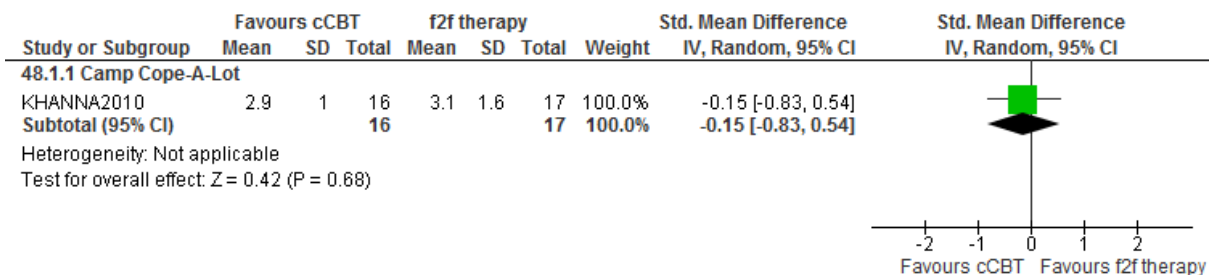 Favours cCBT f2f therapy Std. Mean Difference Std. Mean Difference
Study or Subgroup Mean SD Total Mean SD Total Weight IV, Random, 95% CI IV, Random, 95% CI
48.1.1 Camp Cope-A-Lot
KHANNA2010 2.9 1 16 3.1 1.6 17 100.0% -0.15 [-0.83, 0.54]
Subtotal (95% CI) 16 17 100.0% -0.15 [-0.83, 0.54]
Heterogeneity: Not applicable
Test for overall effect: Z = 0.42 (P = 0.68)
-2 -1 0 1 2
Favours cCBT Favours f2f therapy